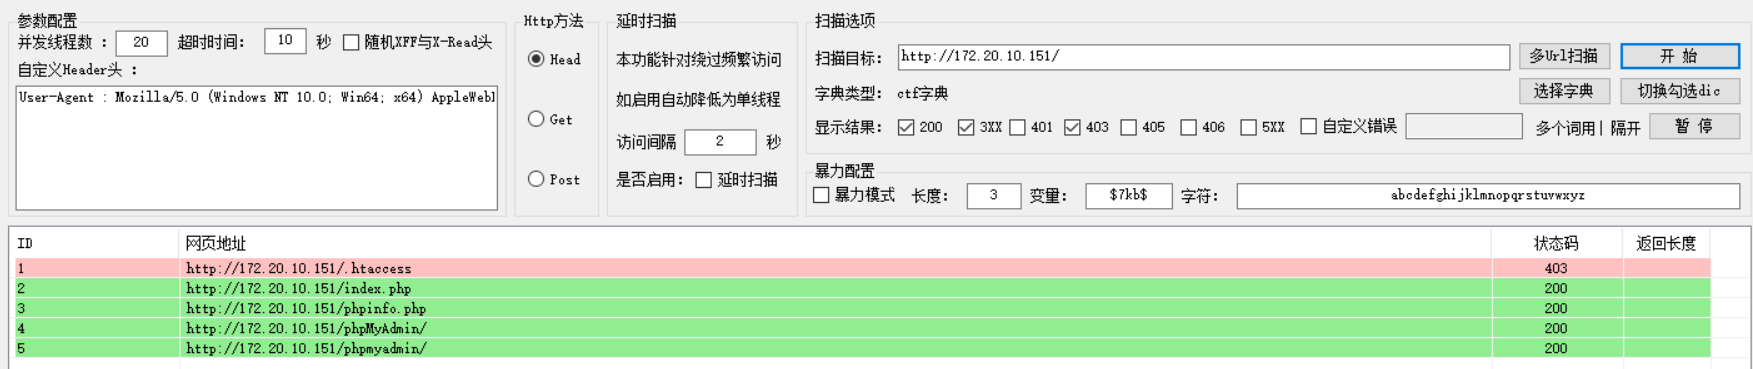 参数配置
并发线程数： 20 超时时间： 10 秒 随机XFF与X-Read头
自定义Header头：
User-Agent : Mozilla/5.0 (Windows NT 10.0; Win64; x64)
Http方法
Head
Get
Post
延时扫描
本功能针对绕过频繁访问
如启用自动降低为单线程
访问间隔 2 秒
是否启用： 延时扫描
扫描选项
扫描目标： http://172.20.10.151/ 多Url扫描 开 始
字典类型： ctf字典 选择字典 切换勾选dic
显示结果： 200 3XX 401 403 405 406 5XX 自定义错误 多个词用| 隔开 暂 停
暴力配置
暴力模式 长度： 3 变量： $7kb$ 字符： abcdefghijklmnopqrstuvwxyz
ID 网页地址 状态码 返回长度
1 http://172.20.10.151/.htaccess 403
2 http://172.20.10.151/index.php 200
3 http://172.20.10.151/phpinfo.php 200
4 http://172.20.10.151/phpMyAdmin/ 200
5 http://172.20.10.151/phpmyadmin/ 200